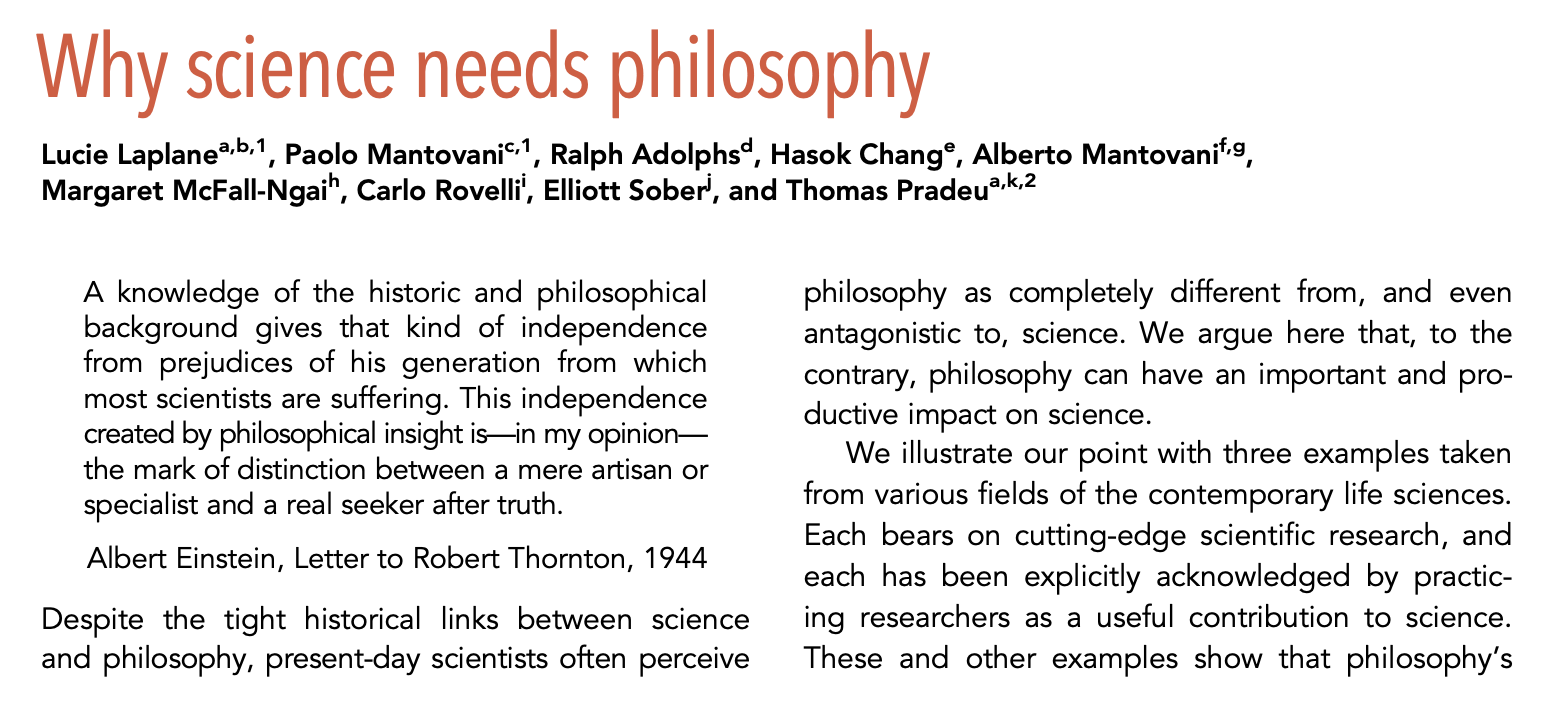 Why science needs philosophy
Lucie Laplane^a,b,1, Paolo Mantovani^c,1, Ralph Adolphs^d, Hasok Chang^e, Alberto Mantovani^f,g,
Margaret McFall-Ngai^h, Carlo Rovelli^i, Elliott Sober^j, and Thomas Pradeu^a,k,2
A knowledge of the historic and philosophical
background gives that kind of independence
from prejudices of his generation from which
most scientists are suffering. This independence
created by philosophical insight is—in my opinion—
the mark of distinction between a mere artisan or
specialist and a real seeker after truth.
Albert Einstein, Letter to Robert Thornton, 1944
Despite the tight historical links between science
and philosophy, present-day scientists often perceive
philosophy as completely different from, and even
antagonistic to, science. We argue here that, to the
contrary, philosophy can have an important and pro-
ductive impact on science.
We illustrate our point with three examples taken
from various fields of the contemporary life sciences.
Each bears on cutting-edge scientific research, and
each has been explicitly acknowledged by practic-
ing researchers as a useful contribution to science.
These and other examples show that philosophy’s